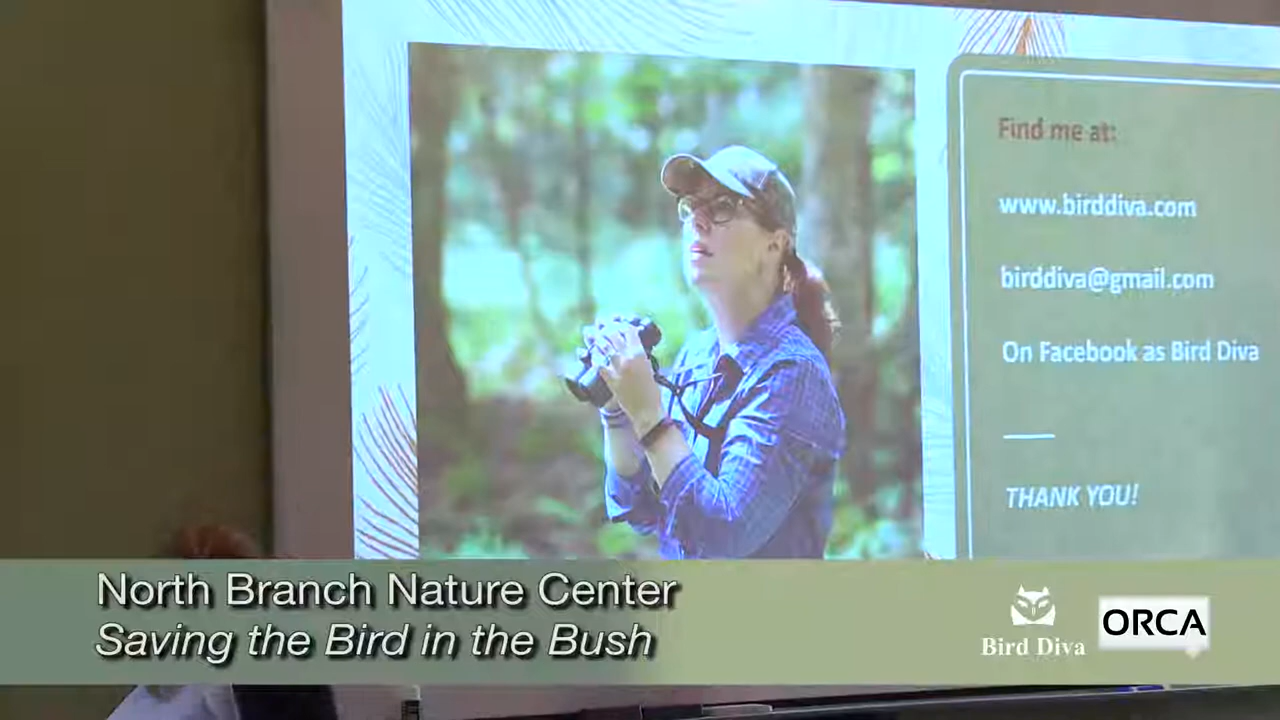 Find me at:
www.birddiva.com
birddiva@gmail.com
On Facebook as Bird Diva
THANK YOU!
North Branch Nature Center
Saving the Bird in the Bush
Bird Diva
ORCA